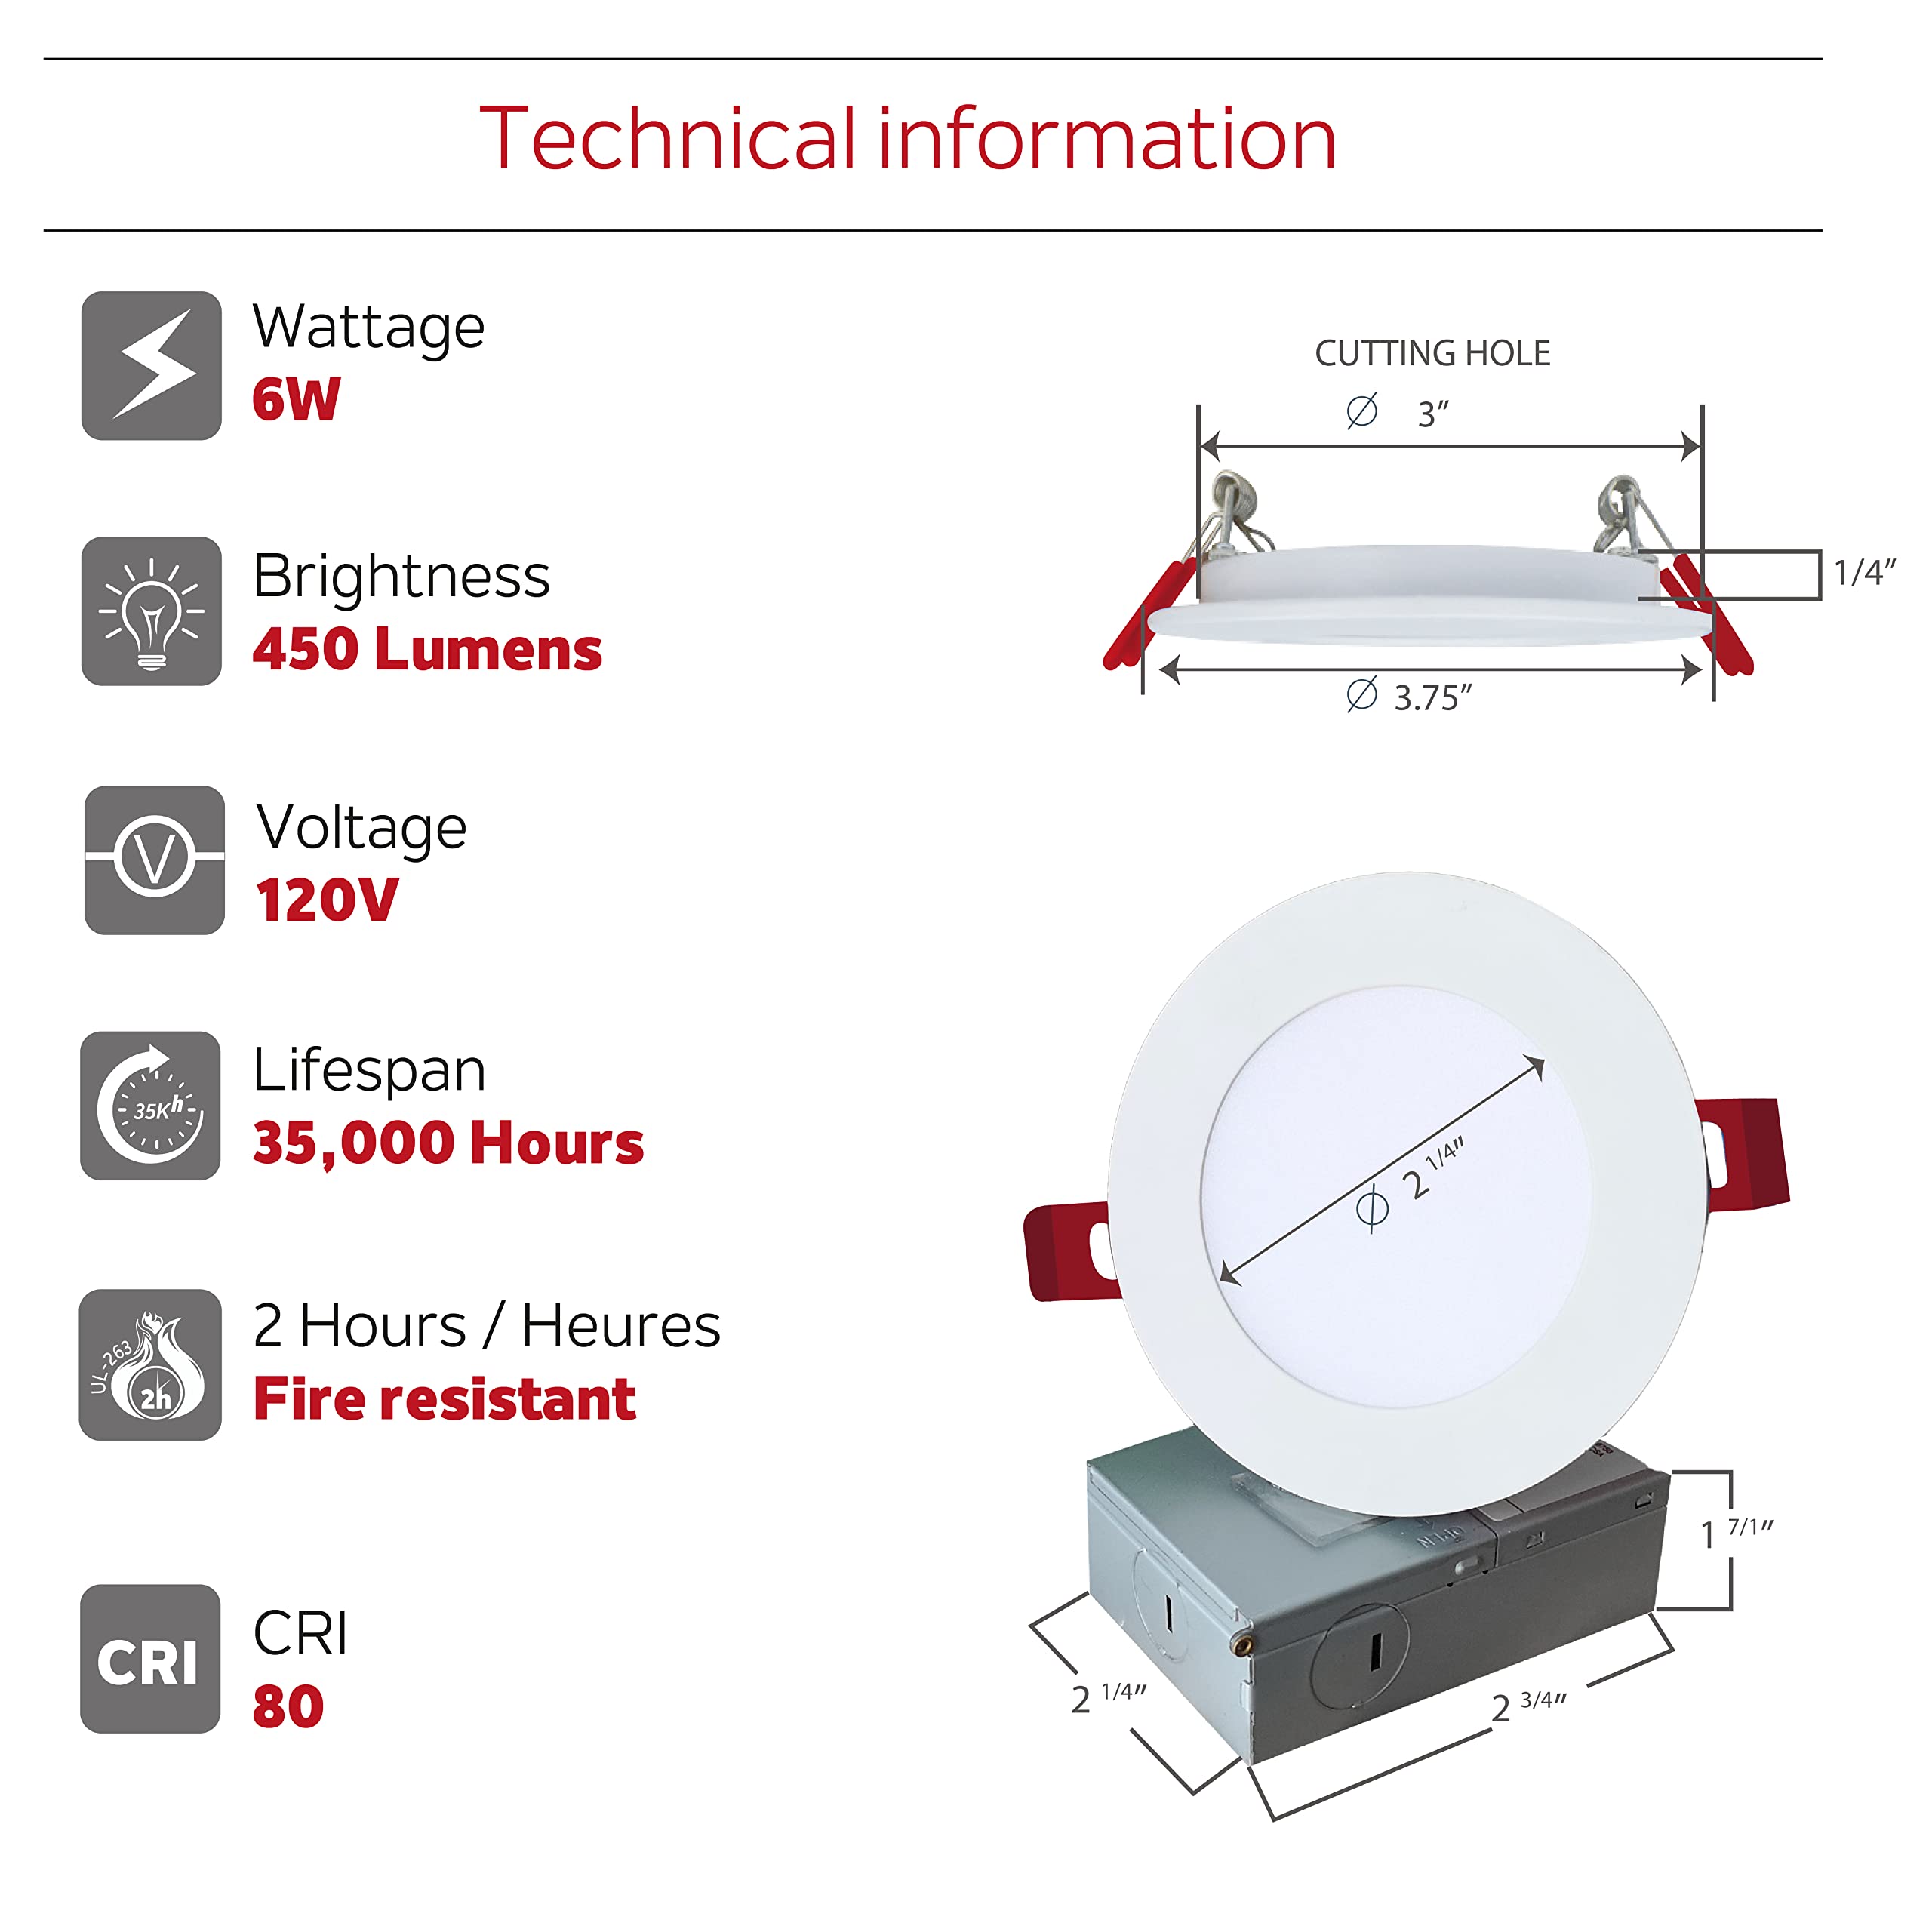 Technical information
Wattage
6W
Brightness
450 Lumens
V
Voltage
120V
35Kh
Lifespan
35,000 Hours
UL-263
2h
2 Hours / Heures
Fire resistant
CRI
CRI
80
CUTTING HOLE
Ø 3”
1/4”
Ø 3.75”
Ø 2 1/4”
OPEN
1 7/1”
2 1/4”
2 3/4”